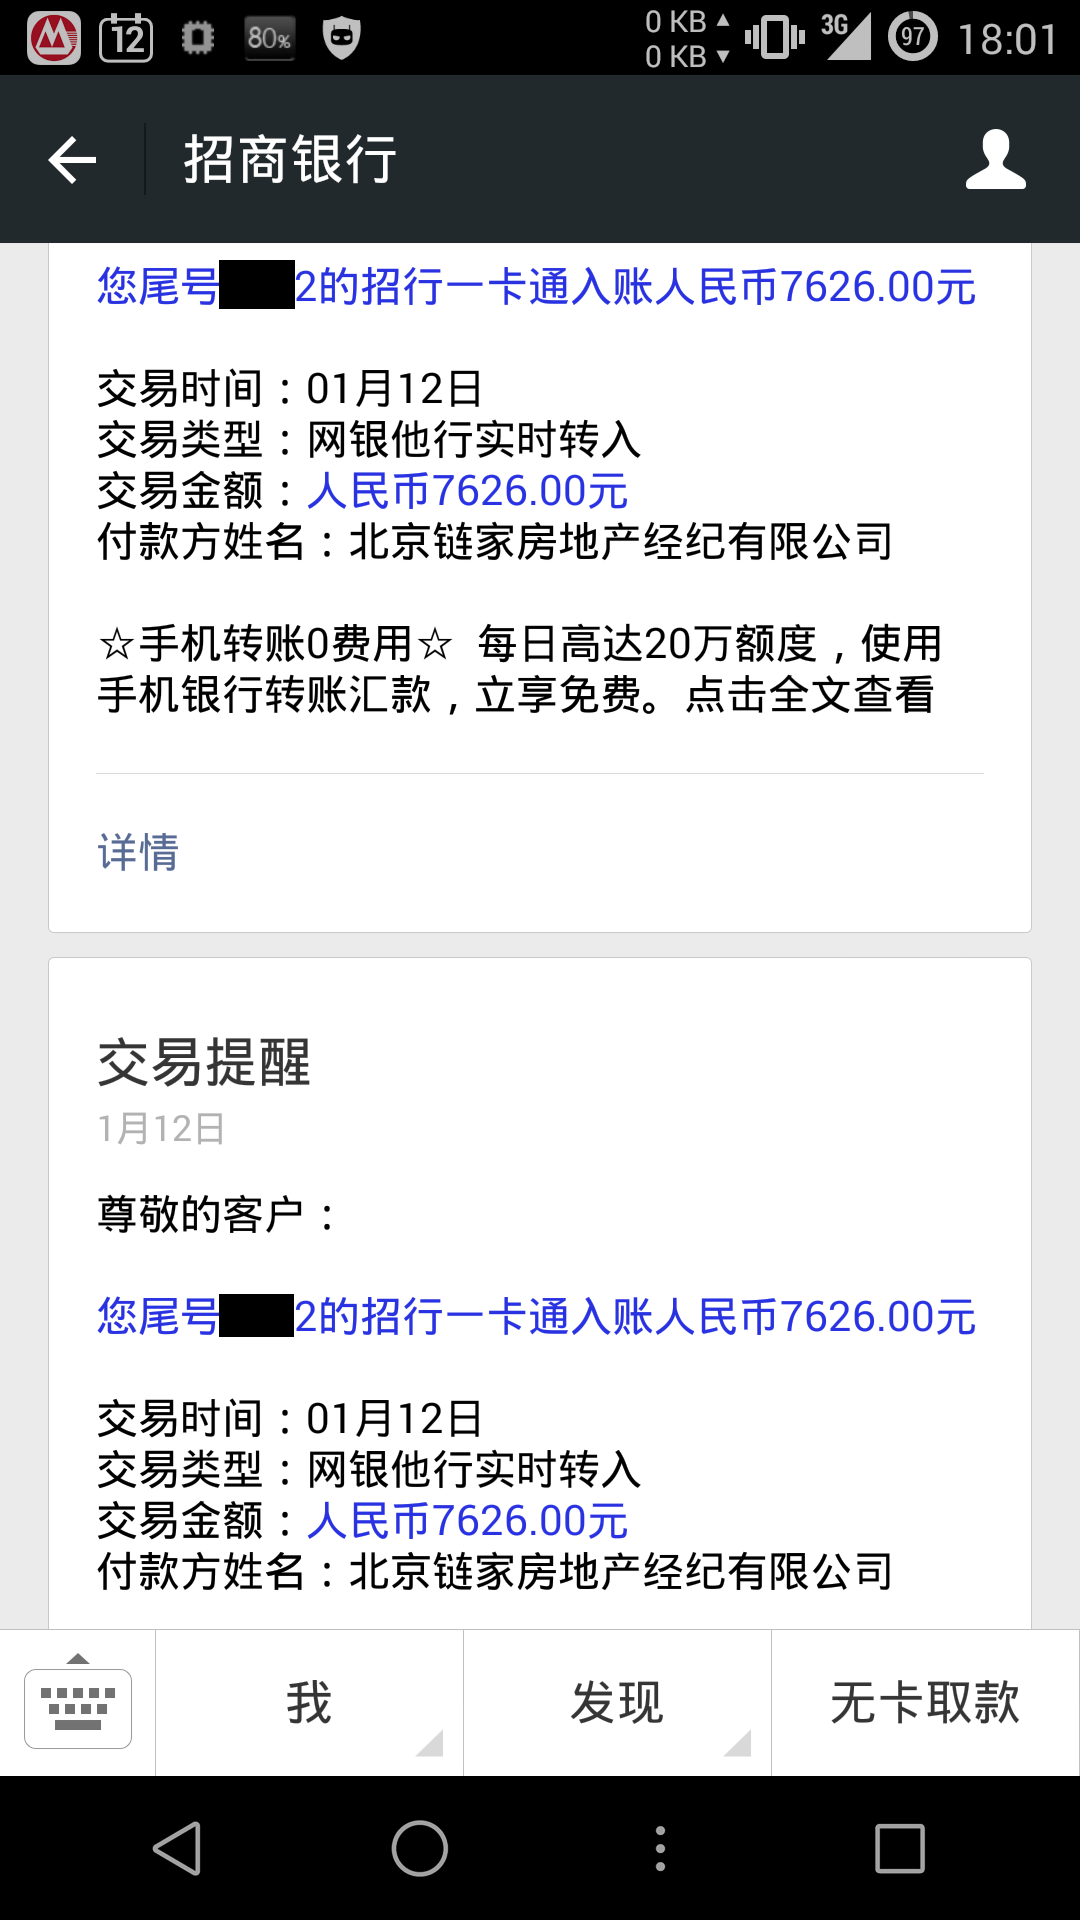 12
80%
0 KB
0 KB
3G
97
18:01
招商银行
您尾号2的招行一卡通入账人民币7626.00元
交易时间：01月12日
交易类型：网银他行实时转入
交易金额：人民币7626.00元
付款方姓名：北京链家房地产经纪有限公司
☆手机转账0费用☆ 每日高达20万额度，使用
手机银行转账汇款，立享免费。点击全文查看
详情
交易提醒
1月12日
尊敬的客户：
您尾号2的招行一卡通入账人民币7626.00元
交易时间：01月12日
交易类型：网银他行实时转入
交易金额：人民币7626.00元
付款方姓名：北京链家房地产经纪有限公司
我
发现
无卡取款